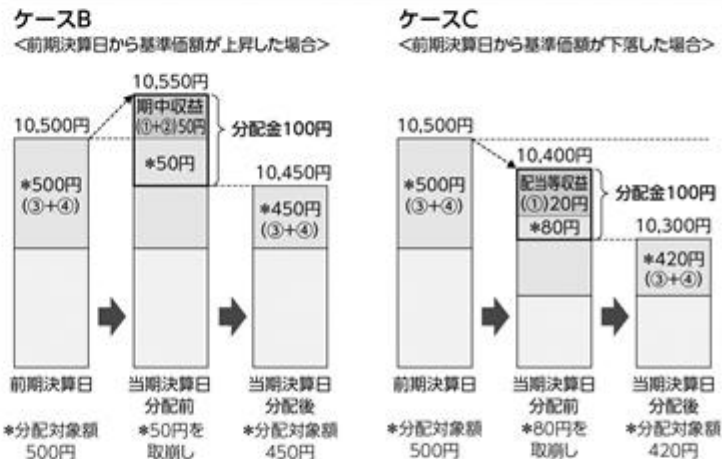 ケースB
<前期決算日から基準価額が上昇した場合>
10,550円
期中収益
(①+②)50円
*50円
分配金100円
10,500円
*500円
(③+④)
10,450円
*450円
(③+④)
前期決算日
当期決算日
分配前
当期決算日
分配後
*分配対象額
500円
*50円を
取崩し
*分配対象額
450円
ケースC
<前期決算日から基準価額が下落した場合>
10,500円
*500円
(③+④)
10,400円
配当等収益
(①)20円
*80円
分配金100円
10,300円
*420円
(③+④)
前期決算日
当期決算日
分配前
当期決算日
分配後
*分配対象額
500円
*80円を
取崩し
*分配対象額
420円